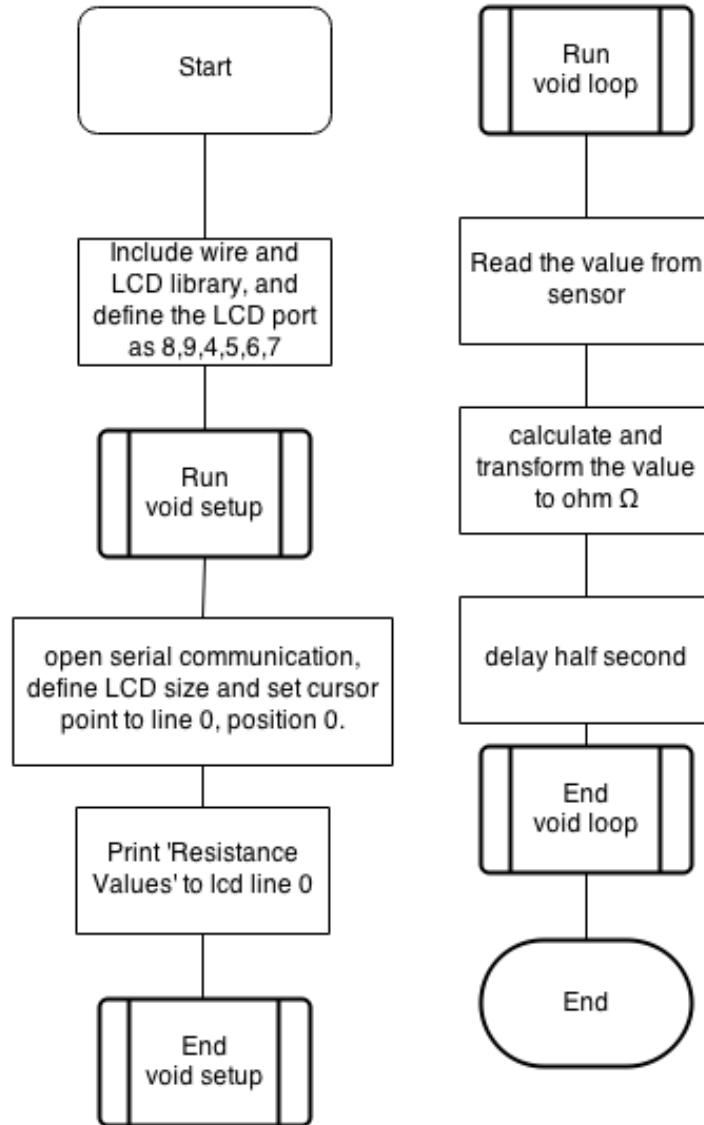 Start
Include wire and
LCD library, and
define the LCD port
as 8,9,4,5,6,7
Run
void setup
open serial communication,
define LCD size and set cursor
point to line 0, position 0.
Print 'Resistance
Values' to lcd line 0
End
void setup
Run
void loop
Read the value from
sensor
calculate and
transform the value
to ohm Ω
delay half second
End
void loop
End